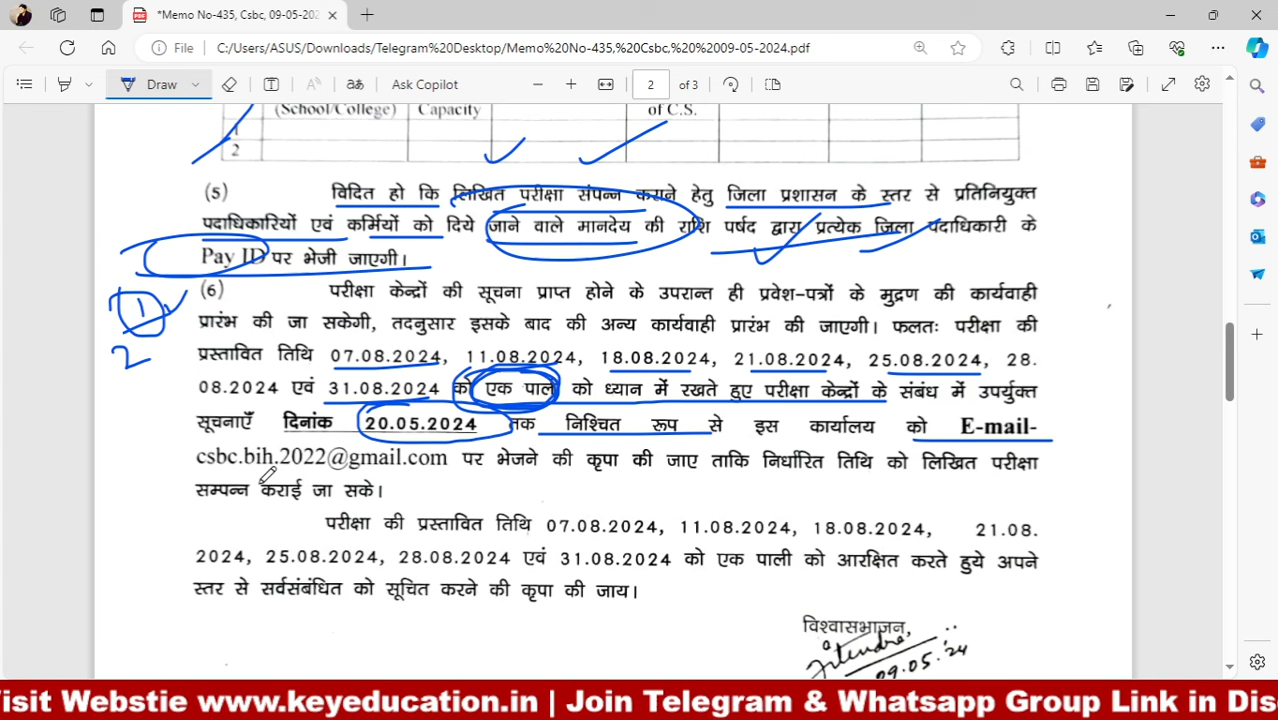 *Memo No-435, Csbc, 09-05-202
File C:/Users/ASUS/Downloads/Telegram%20Desktop/Memo%20No-435,%20Csbc,%20%2009-05-2024.pdf
Draw Ask Copilot 2 of 3
(School/College) Capacity of C.S.
1
2
(5) विदित हो कि लिखित परीक्षा संपन्न कराने हेतु जिला प्रशासन के स्तर से प्रतिनियुक्त
पदाधिकारियों एवं कर्मियों को दिये जाने वाले मानदेय की राशि पर्षद द्वारा प्रत्येक जिला पदाधिकारी के
Pay ID पर भेजी जाएगी।
1
(6) परीक्षा केन्द्रों की सूचना प्राप्त होने के उपरान्त ही प्रवेश-पत्रों के मुद्रण की कार्यवाही
प्रारंभ की जा सकेगी, तदनुसार इसके बाद की अन्य कार्यवाही प्रारंभ की जाएगी। फलतः परीक्षा की
2
प्रस्तावित तिथि 07.08.2024, 11.08.2024, 18.08.2024, 21.08.2024, 25.08.2024, 28.
08.2024 एवं 31.08.2024 को एक पाली को ध्यान में रखते हुए परीक्षा केन्द्रों के संबंध में उपर्युक्त
सूचनाएँ दिनांक 20.05.2024 तक निश्चित रूप से इस कार्यालय को E-mail-
csbc.bih.2022@gmail.com पर भेजने की कृपा की जाए ताकि निर्धारित तिथि को लिखित परीक्षा
सम्पन्न कराई जा सके।
परीक्षा की प्रस्तावित तिथि 07.08.2024, 11.08.2024, 18.08.2024, 21.08.
2024, 25.08.2024, 28.08.2024 एवं 31.08.2024 को एक पाली को आरक्षित करते हुये अपने
स्तर से सर्वसंबंधित को सूचित करने की कृपा की जाय।
विश्वासभाजन,
Jitendra
09.05.'24
isit Webstie www.keyeducation.in | Join Telegram & Whatsapp Group Link in Dis